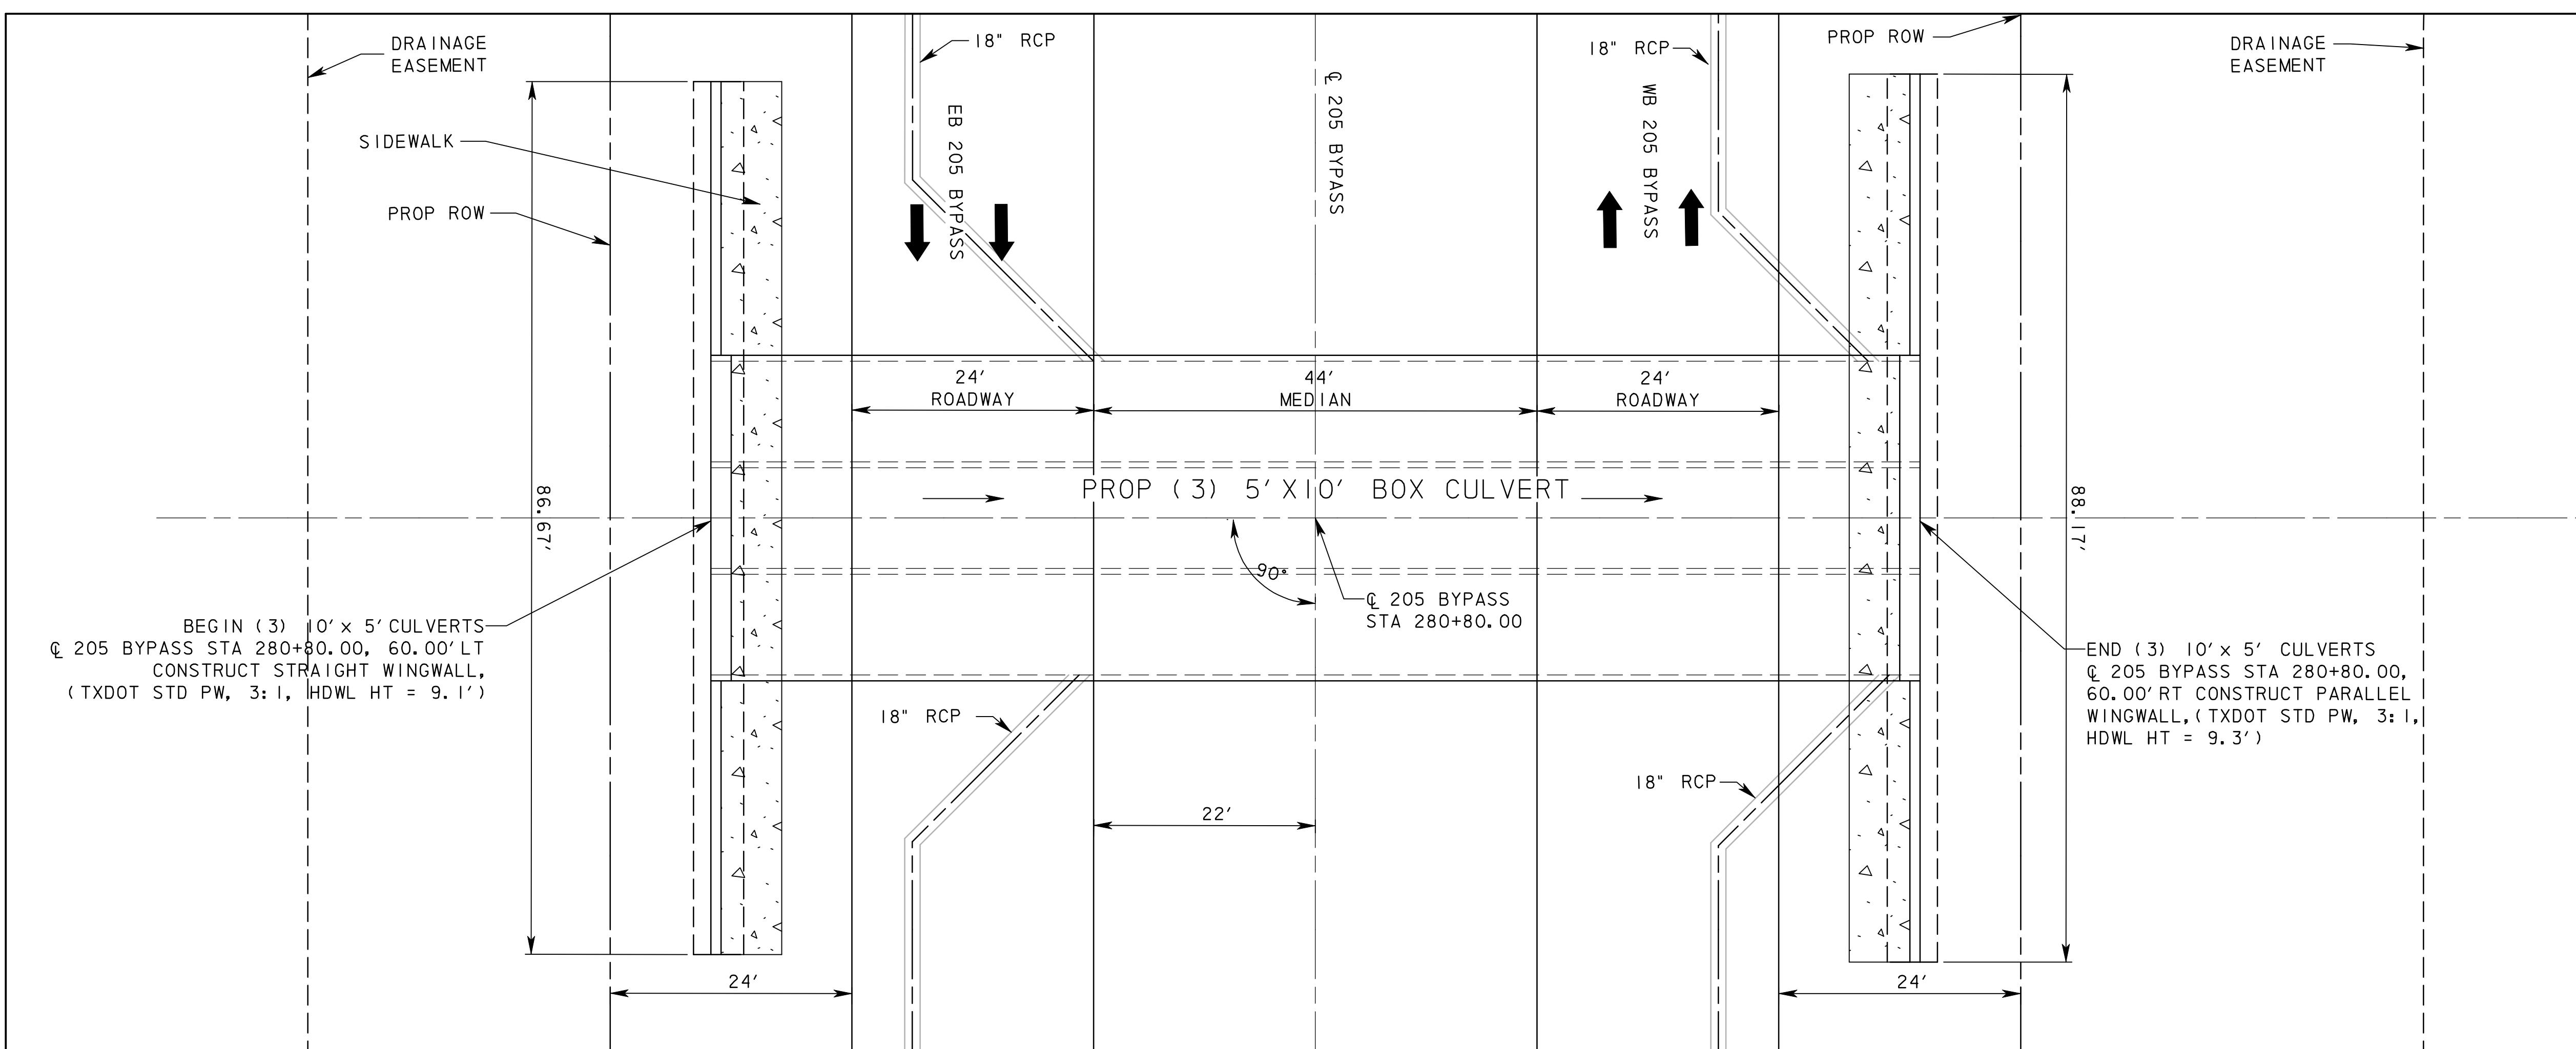 DRAINAGE
EASEMENT
18" RCP
18" RCP
PROP ROW
DRAINAGE
EASEMENT
SIDEWALK
PROP ROW
EB 205 BYPASS
℄ 205 BYPASS
WB 205 BYPASS
24'
ROADWAY
44'
MEDIAN
24'
ROADWAY
86.67'
PROP (3) 5'X10' BOX CULVERT
88.17'
90°
℄ 205 BYPASS
STA 280+80.00
BEGIN (3) 10' x 5' CULVERTS
℄ 205 BYPASS STA 280+80.00, 60.00' LT
CONSTRUCT STRAIGHT WINGWALL,
(TXDOT STD PW, 3:1, HDWL HT = 9.1')
END (3) 10' x 5' CULVERTS
℄ 205 BYPASS STA 280+80.00,
60.00' RT CONSTRUCT PARALLEL
WINGWALL, (TXDOT STD PW, 3:1,
HDWL HT = 9.3')
18" RCP
18" RCP
22'
24'
24'